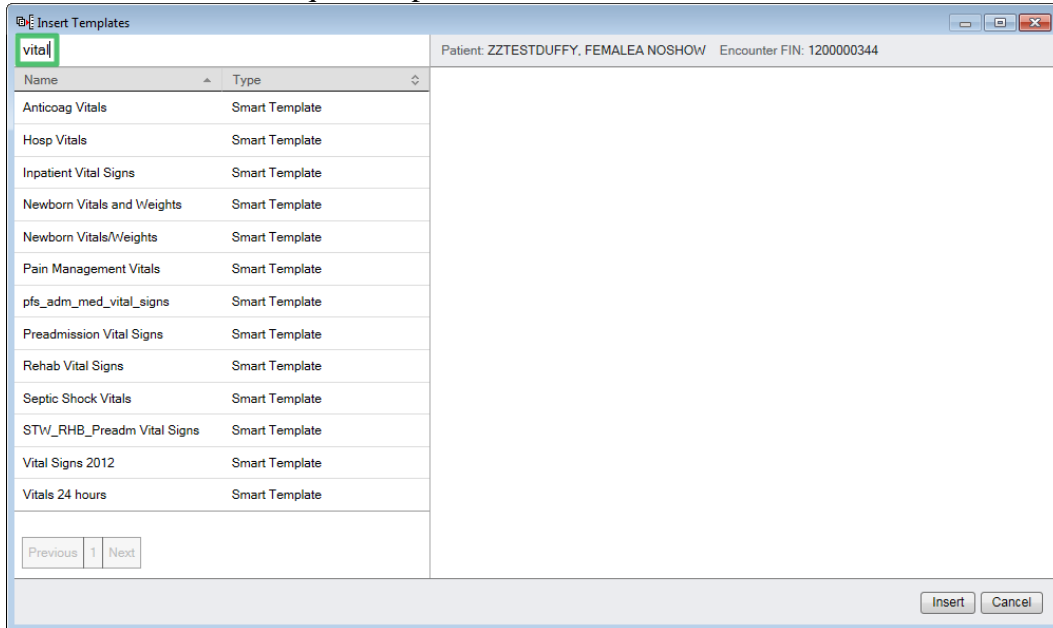 Insert Templates
vital
Patient: ZZTESTDUFFY, FEMALEA NOSHOW Encounter FIN: 1200000344
Name Type
Anticoag Vitals Smart Template
Hosp Vitals Smart Template
Inpatient Vital Signs Smart Template
Newborn Vitals and Weights Smart Template
Newborn Vitals/Weights Smart Template
Pain Management Vitals Smart Template
pfs_adm_med_vital_signs Smart Template
Preadmission Vital Signs Smart Template
Rehab Vital Signs Smart Template
Septic Shock Vitals Smart Template
STW_RHB_Preadm Vital Signs Smart Template
Vital Signs 2012 Smart Template
Vitals 24 hours Smart Template
Previous 1 Next
Insert Cancel